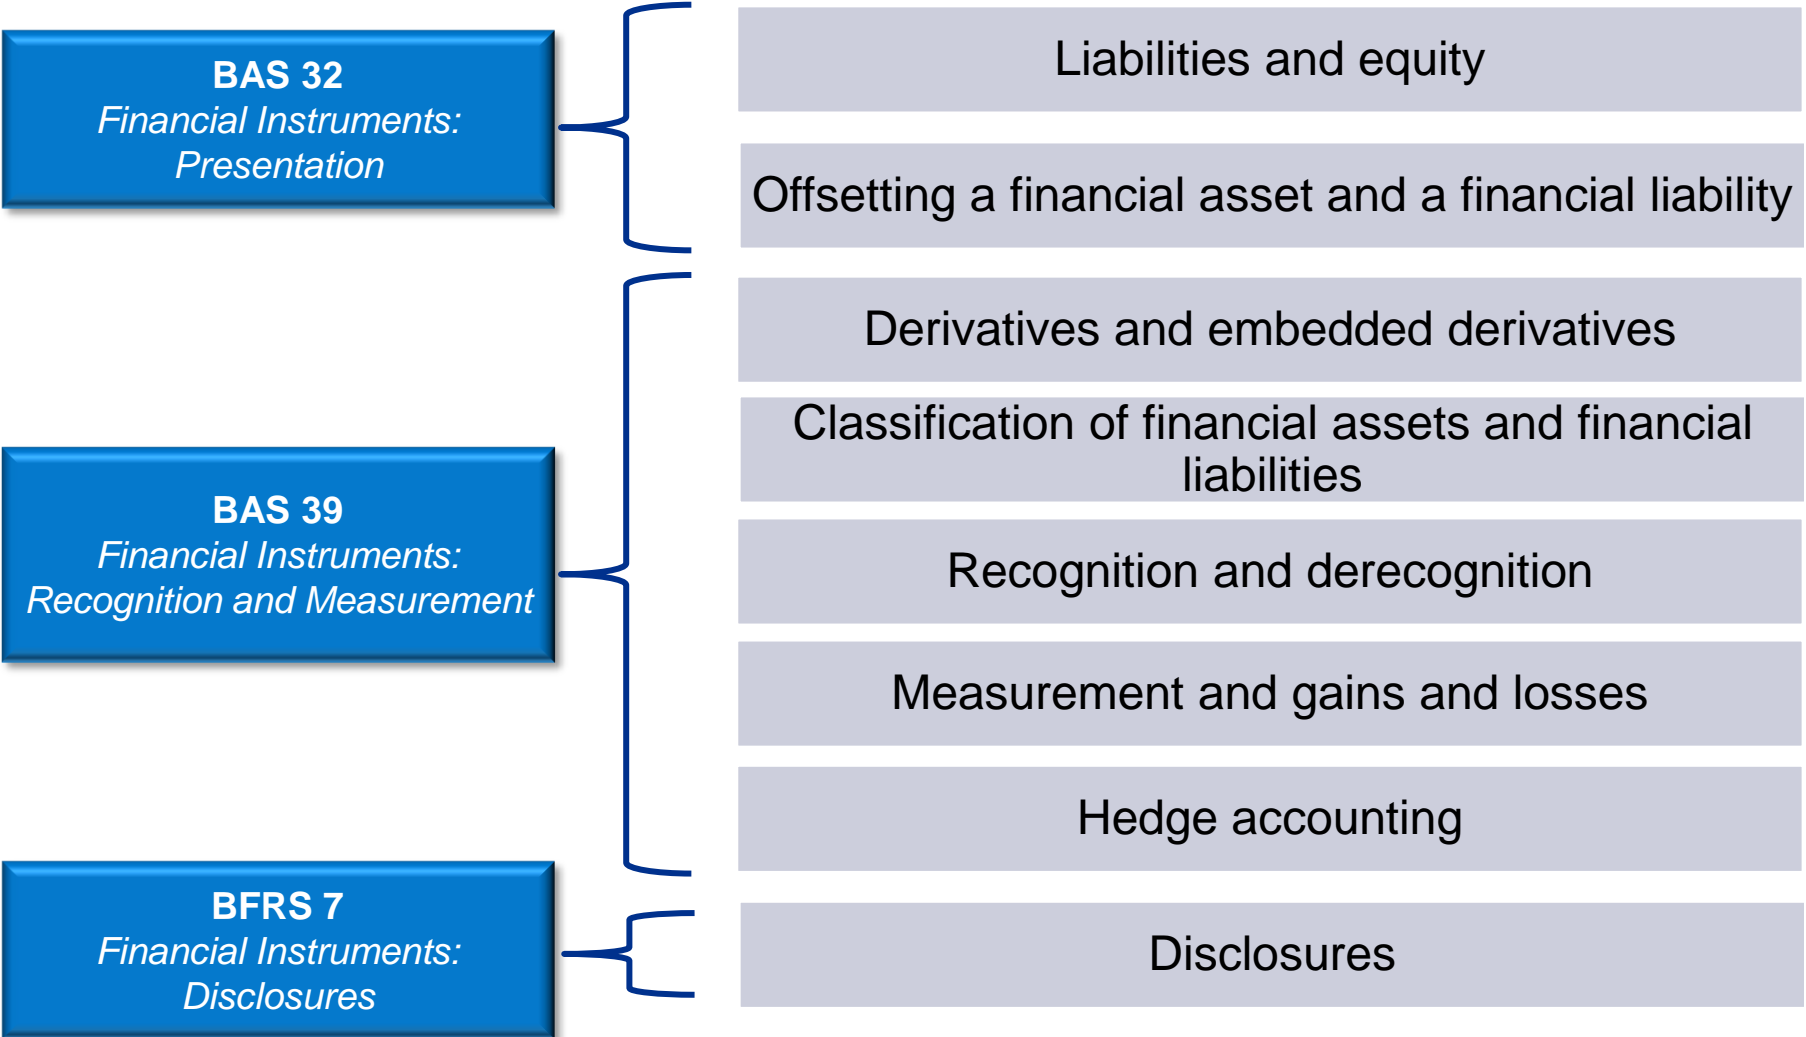 BAS 32
Financial Instruments:
Presentation
Liabilities and equity
Offsetting a financial asset and a financial liability
BAS 39
Financial Instruments:
Recognition and Measurement
Derivatives and embedded derivatives
Classification of financial assets and financial
liabilities
Recognition and derecognition
Measurement and gains and losses
Hedge accounting
BFRS 7
Financial Instruments:
Disclosures
Disclosures